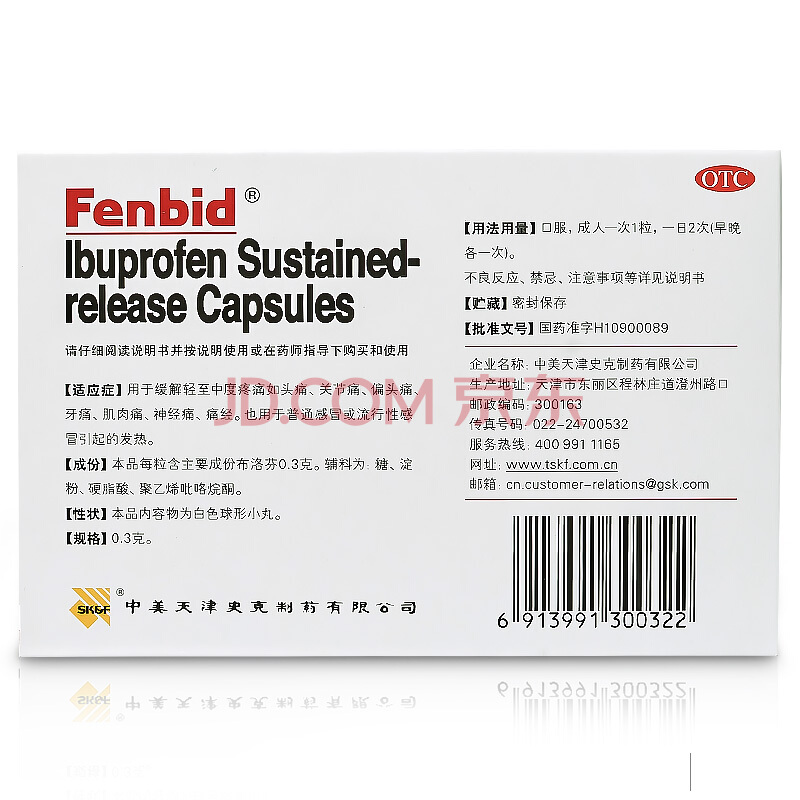 OTC
Fenbid®
Ibuprofen Sustained-
release Capsules
请仔细阅读说明书并按说明使用或在药师指导下购买和使用
【适应症】用于缓解轻至中度疼痛如头痛、关节痛、偏头痛、
牙痛、肌肉痛、神经痛、痛经。也用于普通感冒或流行性感
冒引起的发热。
【成份】本品每粒含主要成份布洛芬0.3克。辅料为: 糖、淀
粉、硬脂酸、聚乙烯吡咯烷酮。
【性状】本品内容物为白色球形小丸。
【规格】0.3克。
SK&F® 中美天津史克制药有限公司
【用法用量】口服, 成人一次1粒, 一日2次(早晚
各一次)。
不良反应、禁忌、注意事项等详见说明书
【贮藏】密封保存
【批准文号】国药准字H10900089
企业名称: 中美天津史克制药有限公司
生产地址: 天津市东丽区程林庄道澄州路口
邮政编码: 300163
传真号码: 022-24700532
服务热线: 400 991 1165
网址: www.tskf.com.cn
邮箱: cn.customer-relations@gsk.com
6 913991 300322
JD.COM 京东